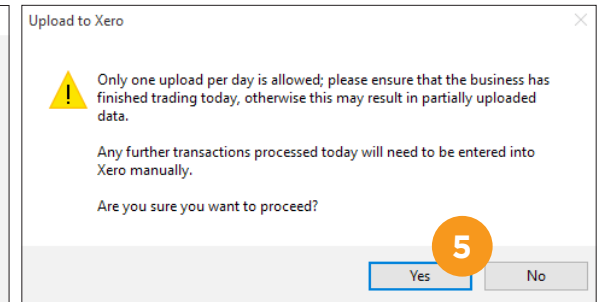 Upload to Xero
Only one upload per day is allowed; please ensure that the business has
finished trading today, otherwise this may result in partially uploaded
data.
Any further transactions processed today will need to be entered into
Xero manually.
Are you sure you want to proceed?
5
Yes No